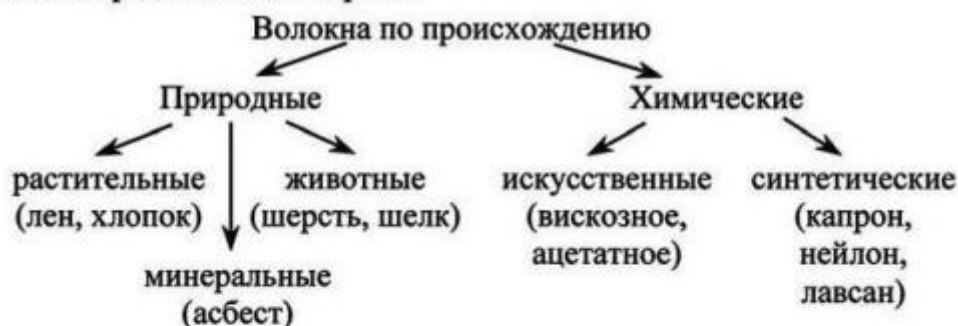 Волокна по происхождению
Природные Химические
растительные животные искусственные синтетические
(лен, хлопок) (шерсть, шелк) (вискозное, (капрон,
ацетатное) нейлон,
минеральные лавсан)
(асбест)